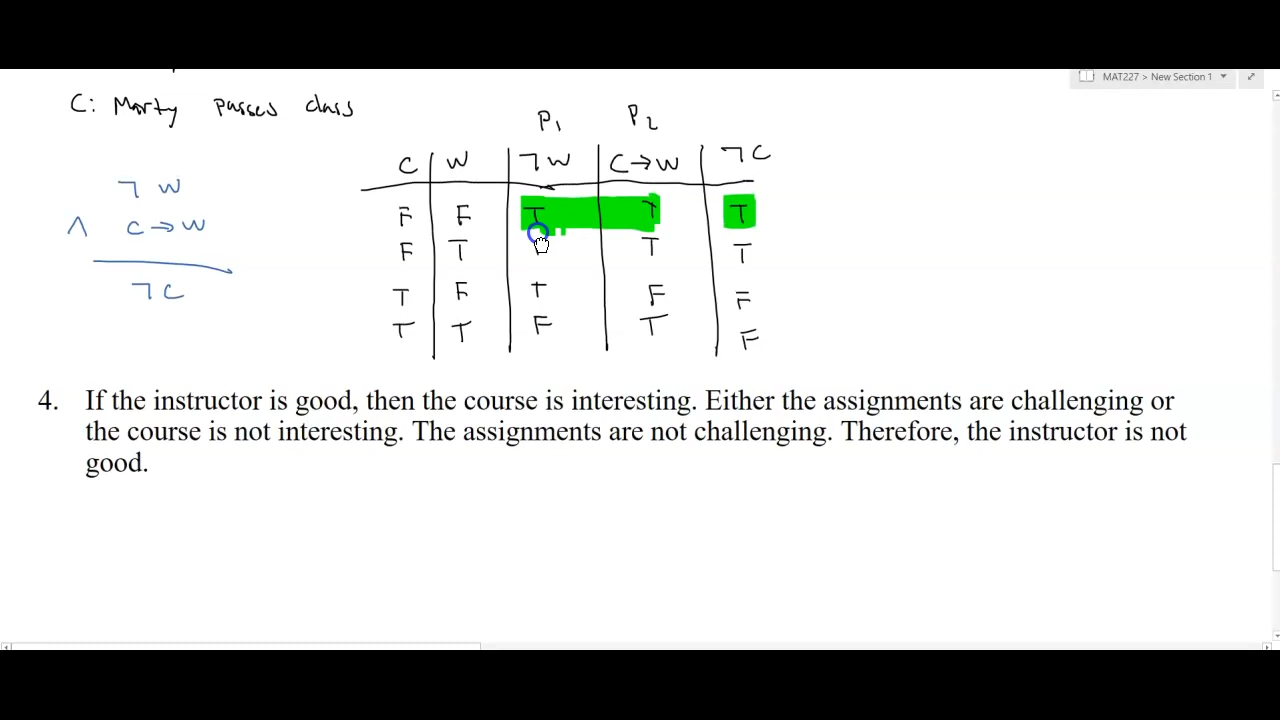 MAT227 > New Section 1
C: Marty passes class
P1 P2
C W ¬W C→W ¬C
¬W
∧ C→W
¬C
F F T T T
F T T T
T F T F F
T T F T F
4. If the instructor is good, then the course is interesting. Either the assignments are challenging or
the course is not interesting. The assignments are not challenging. Therefore, the instructor is not
good.